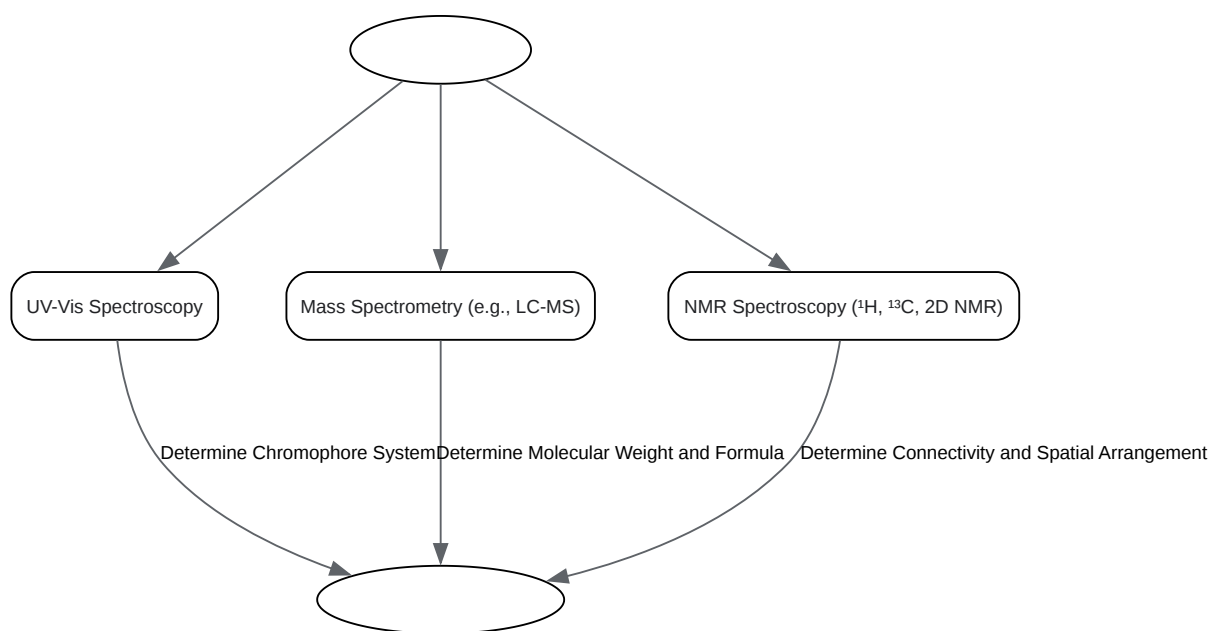 UV-Vis Spectroscopy
Mass Spectrometry (e.g., LC-MS)
NMR Spectroscopy (¹H, ¹³C, 2D NMR)
Determine Chromophore System
Determine Molecular Weight and Formula
Determine Connectivity and Spatial Arrangement